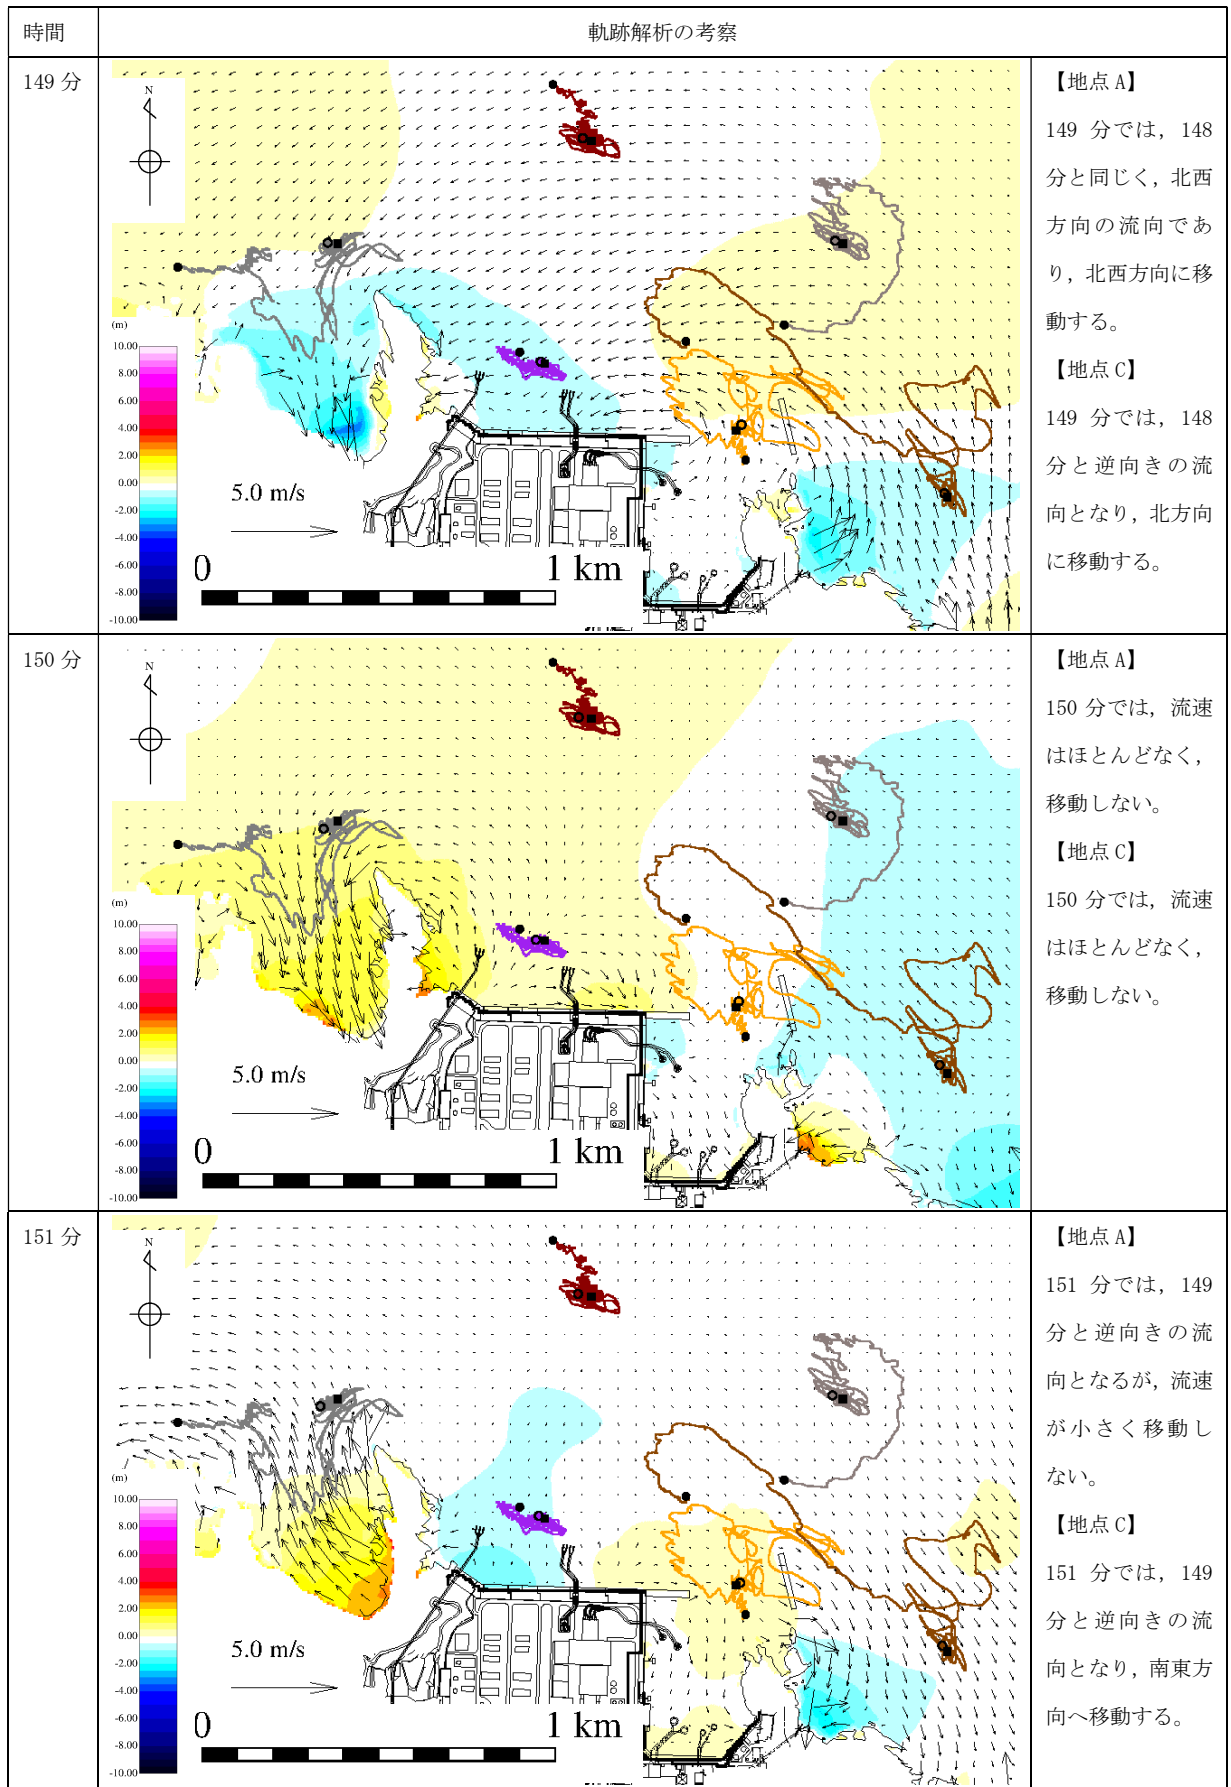 時間
軌跡解析の考察
149 分
N
(m)
10.00
8.00
6.00
4.00
2.00
0.00
-2.00
-4.00
-6.00
-8.00
-10.00
5.0 m/s
0 1 km
【地点 A】
149 分では，148
分と同じく，北西
方向の流向であ
り，北西方向に移
動する。
【地点 C】
149 分では，148
分と逆向きの流
向となり，北方向
に移動する。
150 分
N
(m)
10.00
8.00
6.00
4.00
2.00
0.00
-2.00
-4.00
-6.00
-8.00
-10.00
5.0 m/s
0 1 km
【地点 A】
150 分では，流速
はほとんどなく，
移動しない。
【地点 C】
150 分では，流速
はほとんどなく，
移動しない。
151 分
N
(m)
10.00
8.00
6.00
4.00
2.00
0.00
-2.00
-4.00
-6.00
-8.00
-10.00
5.0 m/s
0 1 km
【地点 A】
151 分では，149
分と逆向きの流
向となるが，流速
が小さく移動し
ない。
【地点 C】
151 分では，149
分と逆向きの流
向となり，南東方
向へ移動する。